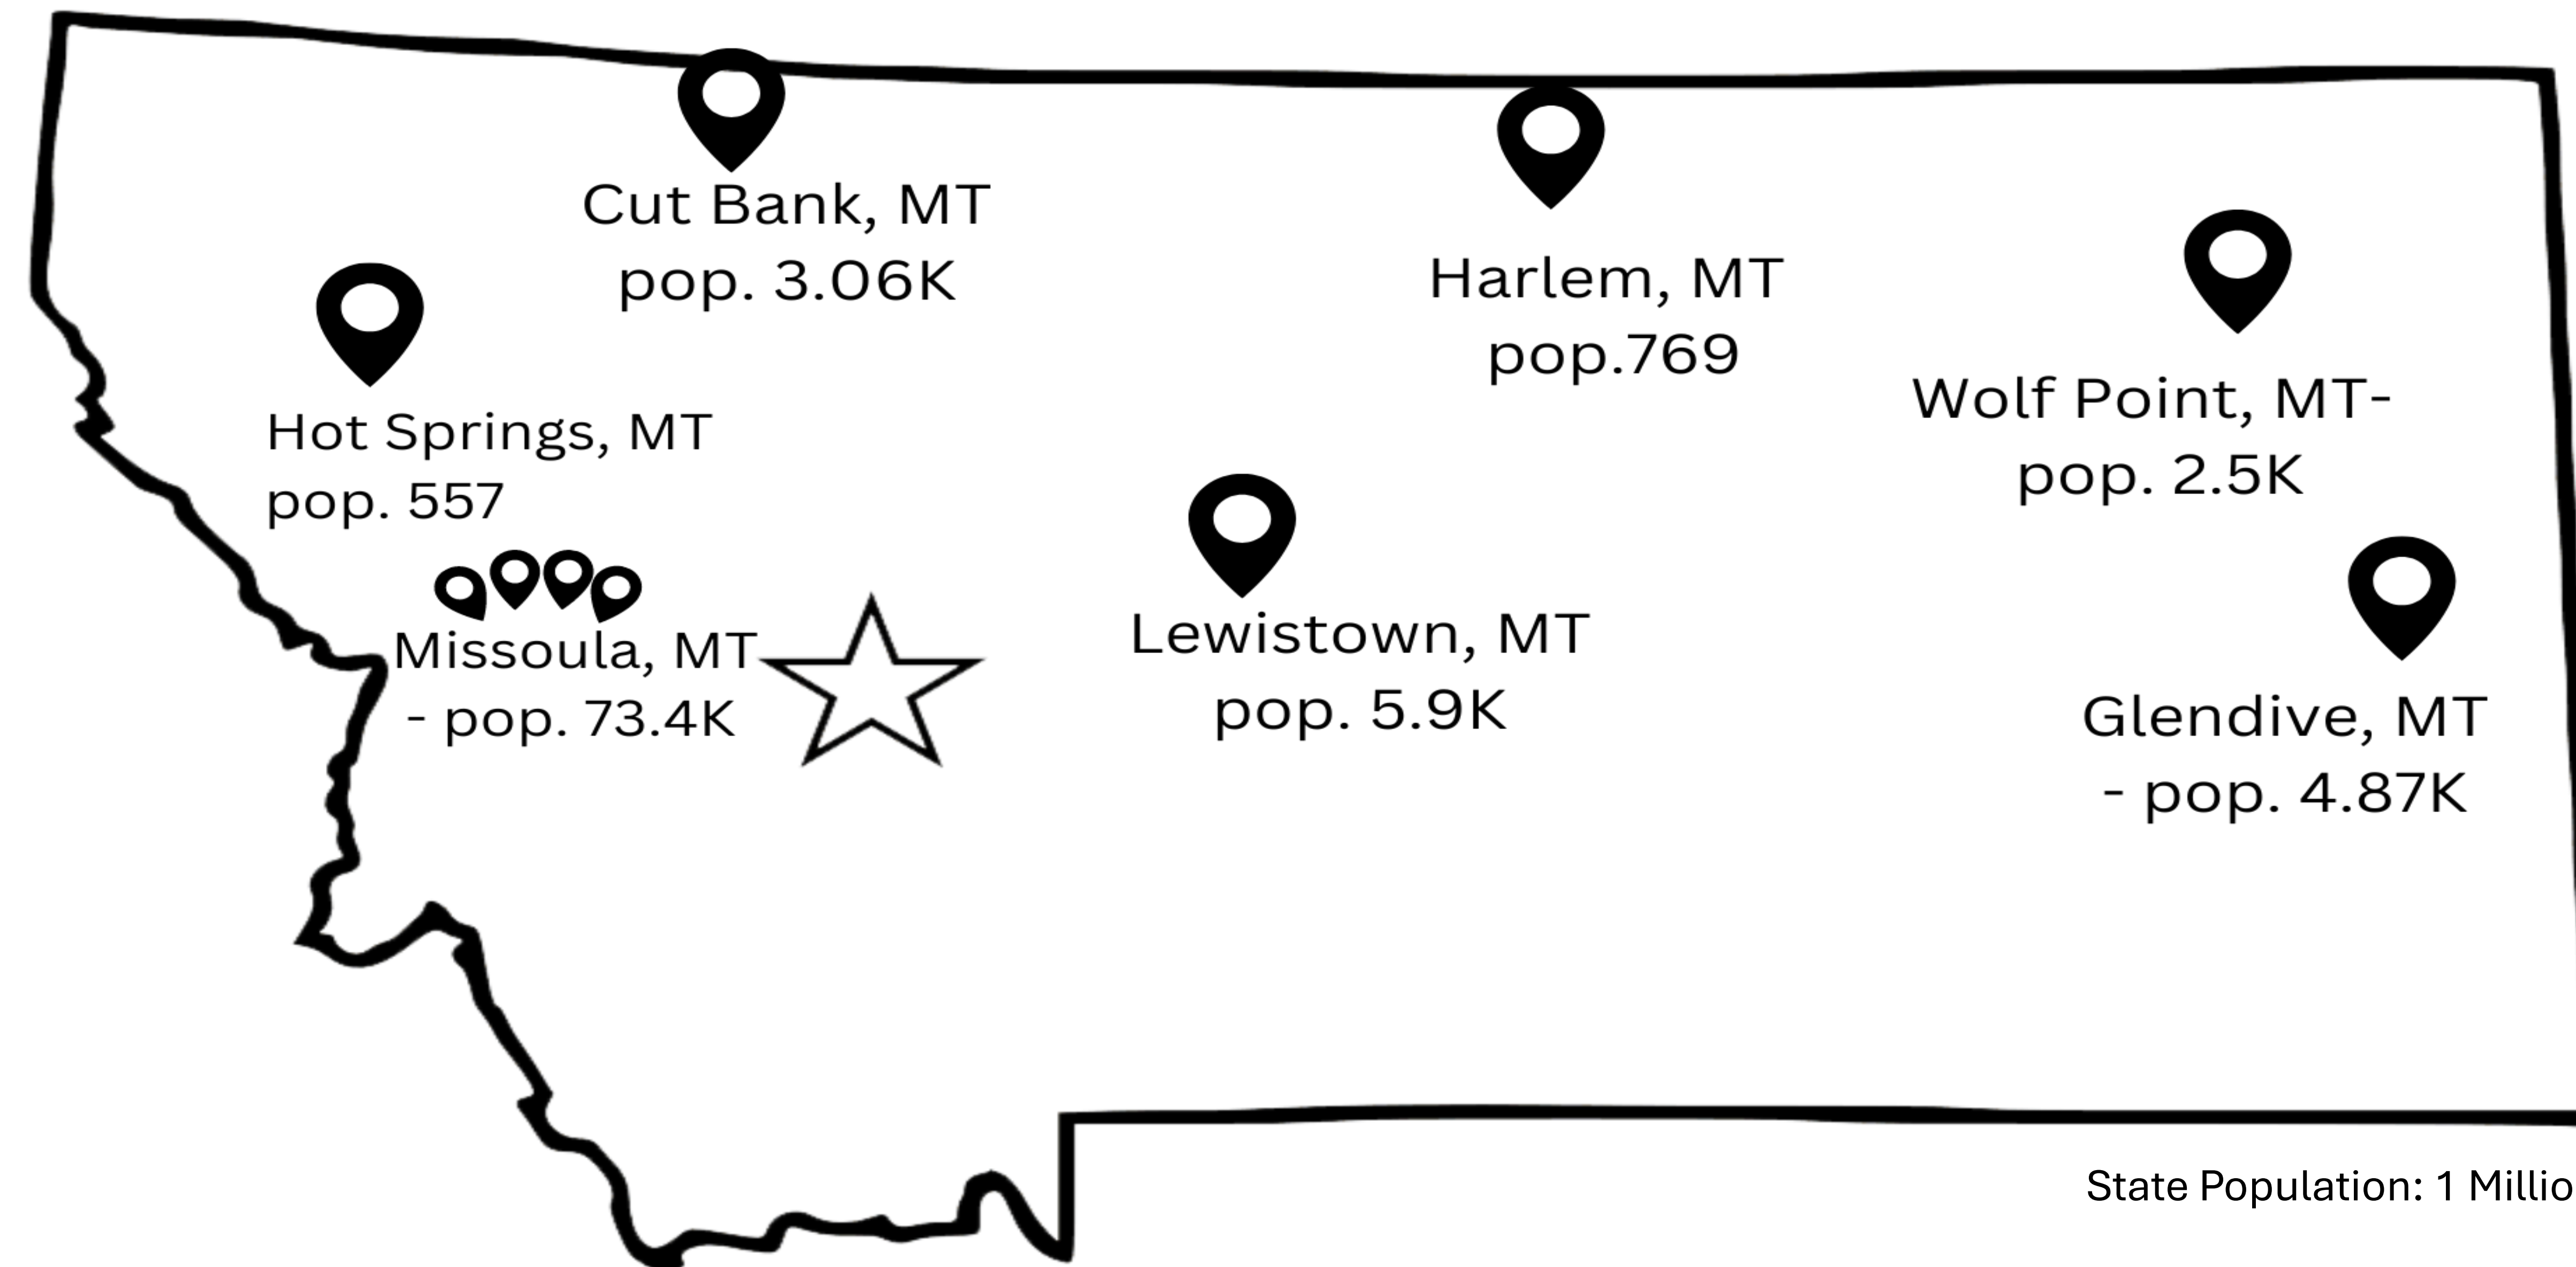 Cut Bank, MT
pop. 3.06K
Harlem, MT
pop.769
Wolf Point, MT-
pop. 2.5K
Hot Springs, MT
pop. 557
Missoula, MT
- pop. 73.4K
Lewistown, MT
pop. 5.9K
Glendive, MT
- pop. 4.87K
State Population: 1 Millio